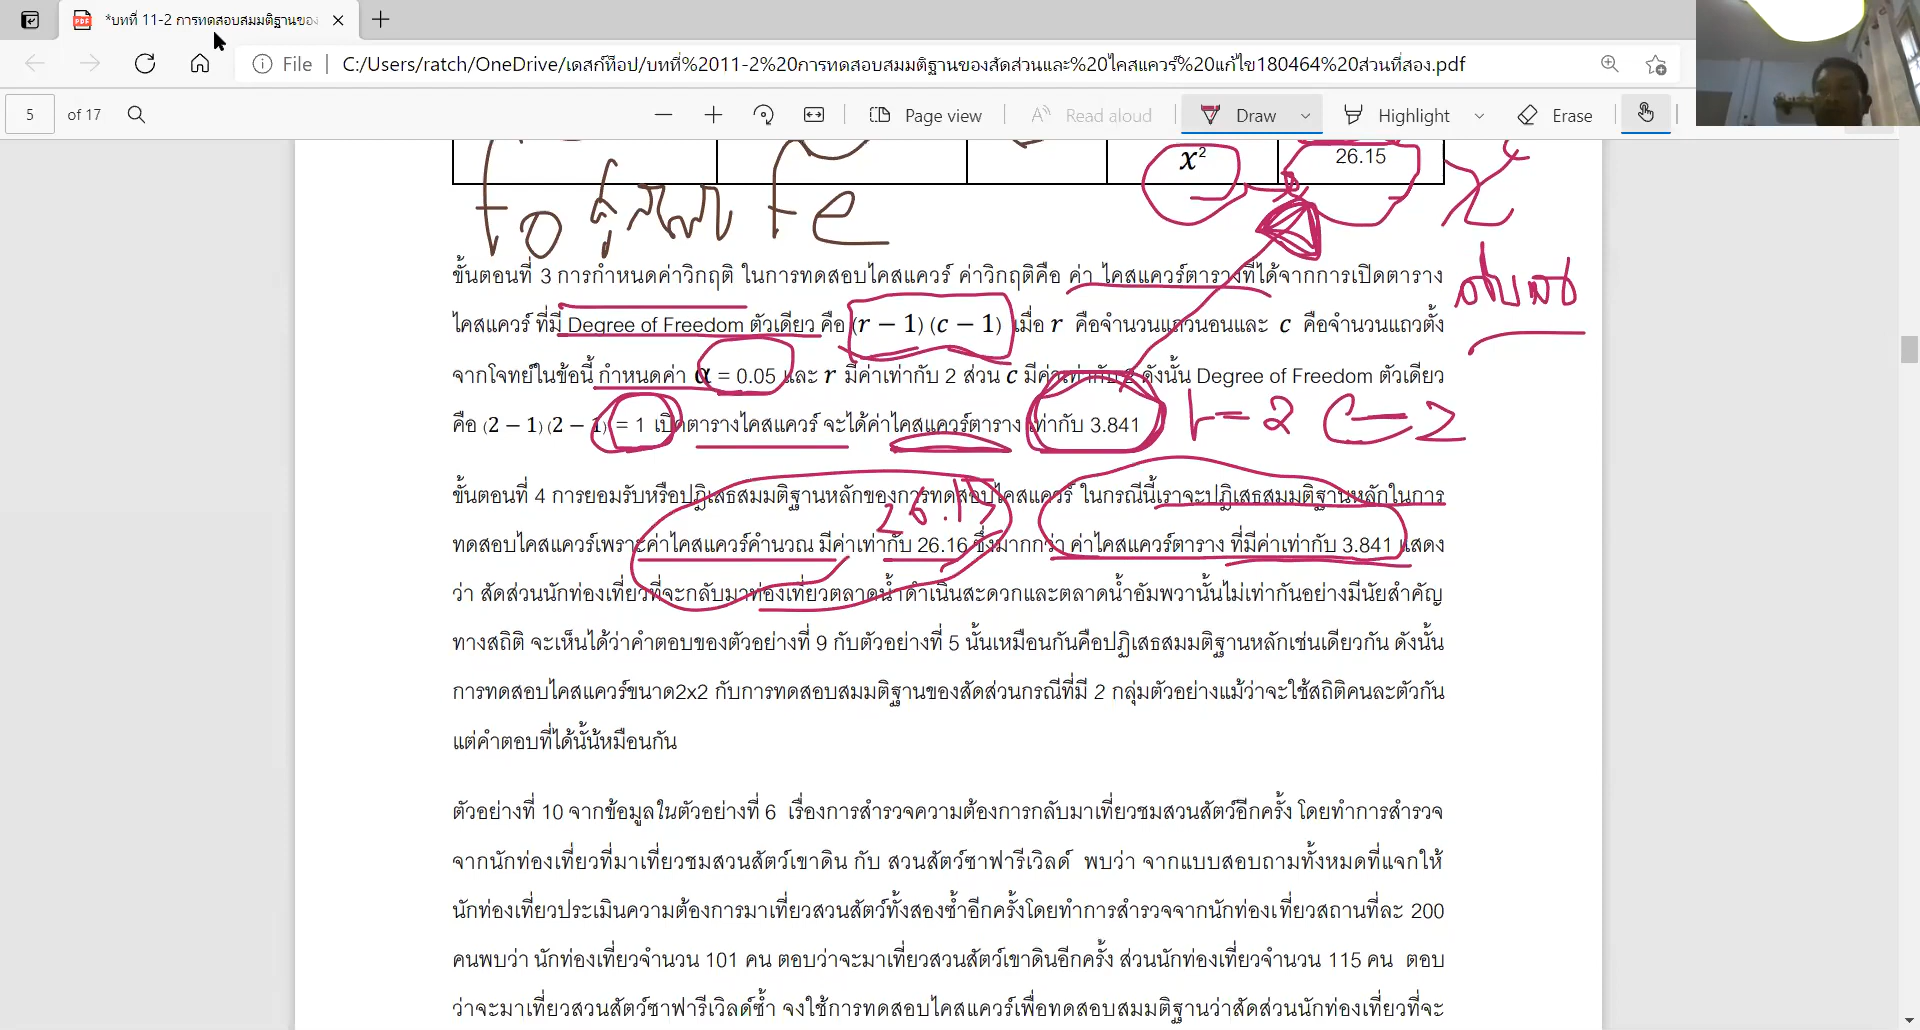 *บทที่ 11-2 การทดสอบสมมติฐานของ
File
C:/Users/ratch/OneDrive/เดสก์ท็อป/บทที่%2011-2%20การทดสอบสมมติฐานของสัดส่วนและ%20ไคสแควร์%20แก้ไข180464%20ส่วนที่สอง.pdf
5 of 17 Page view Read aloud Draw Highlight Erase
x² 26.15
fo fe
ขั้นตอนที่ 3 การกำหนดค่าวิกฤติ ในการทดสอบไคสแควร์ ค่าวิกฤติคือ ค่า ไคสแควร์ตารางที่ได้จากการเปิดตาราง
ไคสแควร์ ที่มี Degree of Freedom ตัวเดียว คือ (r − 1) (c − 1) เมื่อ r คือจำนวนแถวนอนและ c คือจำนวนแถวตั้ง
จากโจทย์ในข้อนี้ กำหนดค่า α = 0.05 และ r มีค่าเท่ากับ 2 ส่วน c มีค่าเท่ากับ 2 ดังนั้น Degree of Freedom ตัวเดียว
คือ (2 − 1) (2 − 1) = 1 เปิดตารางไคสแควร์ จะได้ค่าไคสแควร์ตาราง เท่ากับ 3.841
r = 2 c = 2
ขั้นตอนที่ 4 การยอมรับหรือปฏิเสธสมมติฐานหลักของการทดสอบไคสแควร์ ในกรณีนี้เราจะปฏิเสธสมมติฐานหลักในการ
26.15
ทดสอบไคสแควร์เพราะค่าไคสแควร์คำนวณ มีค่าเท่ากับ 26.16 ซึ่งมากกว่า ค่าไคสแควร์ตาราง ที่มีค่าเท่ากับ 3.841 แสดง
ว่า สัดส่วนนักท่องเที่ยวที่จะกลับมาท่องเที่ยวตลาดน้ำดำเนินสะดวกและตลาดน้ำอัมพวานั้นไม่เท่ากันอย่างมีนัยสำคัญ
ทางสถิติ จะเห็นได้ว่าคำตอบของตัวอย่างที่ 9 กับตัวอย่างที่ 5 นั้นเหมือนกันคือปฏิเสธสมมติฐานหลักเช่นเดียวกัน ดังนั้น
การทดสอบไคสแควร์ขนาด2x2 กับการทดสอบสมมติฐานของสัดส่วนกรณีที่มี 2 กลุ่มตัวอย่างแม้ว่าจะใช้สถิติคนละตัวกัน
แต่คำตอบที่ได้นั้นเหมือนกัน
ตัวอย่างที่ 10 จากข้อมูลในตัวอย่างที่ 6 เรื่องการสำรวจความต้องการกลับมาเที่ยวชมสวนสัตว์อีกครั้ง โดยทำการสำรวจ
จากนักท่องเที่ยวที่มาเที่ยวชมสวนสัตว์เขาดิน กับ สวนสัตว์ซาฟารีเวิลด์ พบว่า จากแบบสอบถามทั้งหมดที่แจกให้
นักท่องเที่ยวประเมินความต้องการมาเที่ยวสวนสัตว์ทั้งสองซ้ำอีกครั้งโดยทำการสำรวจจากนักท่องเที่ยวสถานที่ละ 200
คนพบว่า นักท่องเที่ยวจำนวน 101 คน ตอบว่าจะมาเที่ยวสวนสัตว์เขาดินอีกครั้ง ส่วนนักท่องเที่ยวจำนวน 115 คน ตอบ
ว่าจะมาเที่ยวสวนสัตว์ซาฟารีเวิลด์ซ้ำ จงใช้การทดสอบไคสแควร์เพื่อทดสอบสมมติฐานว่าสัดส่วนนักท่องเที่ยวที่จะ